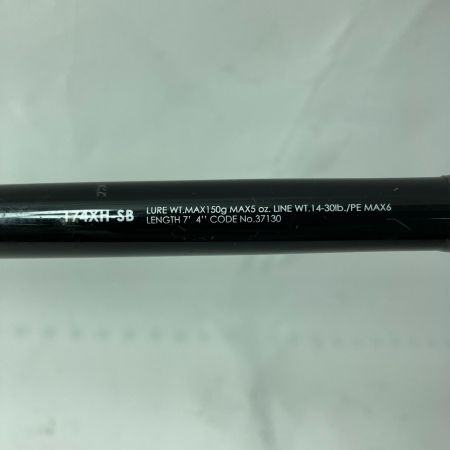 174XH-SB
LURE WT.MAX150g MAX5 oz. LINE WT.14-30lb./PE MAX6
LENGTH 7' 4'' CODE No.37130